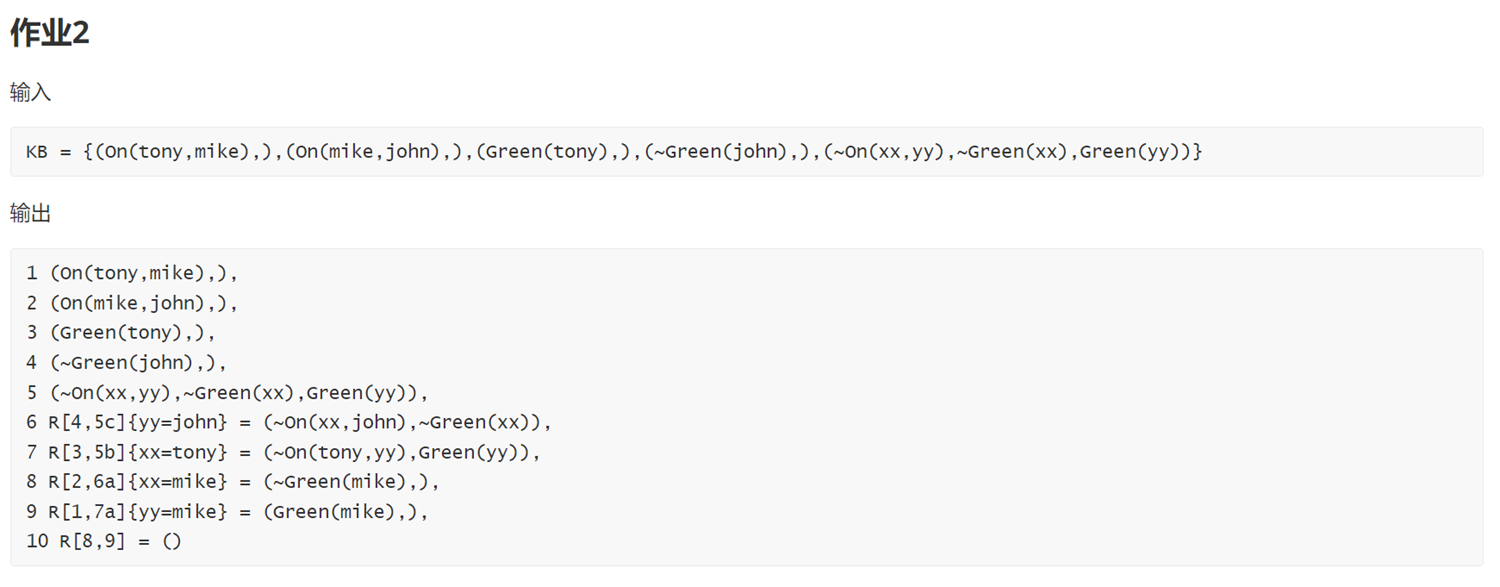 作业2
输入
KB = {(On(tony,mike),),(On(mike,john),),(Green(tony),),(~Green(john),),(~On(xx,yy),~Green(xx),Green(yy))}
输出
1 (On(tony,mike),),
2 (On(mike,john),),
3 (Green(tony),),
4 (~Green(john),),
5 (~On(xx,yy),~Green(xx),Green(yy)),
6 R[4,5c]{yy=john} = (~On(xx,john),~Green(xx)),
7 R[3,5b]{xx=tony} = (~On(tony,yy),Green(yy)),
8 R[2,6a]{xx=mike} = (~Green(mike),),
9 R[1,7a]{yy=mike} = (Green(mike),),
10 R[8,9] = ()